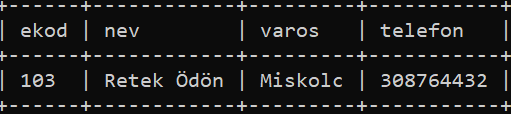 ekod nev varos telefon
103 Retek Ödön Miskolc 308764432